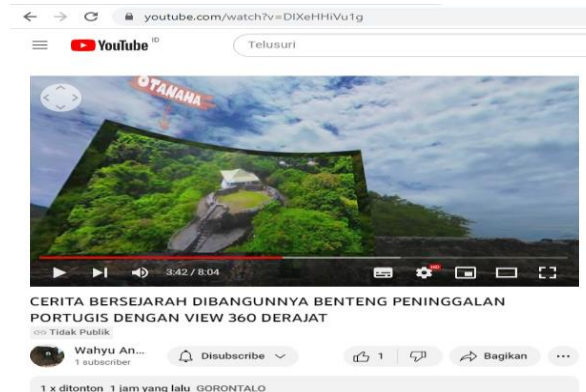 youtube.com/watch?v=DIXeHHiVu1g
YouTube ID
Telusuri
OTANAHA
3:42 / 8:04
HD
CERITA BERSEJARAH DIBANGUNNYA BENTENG PENINGGALAN
PORTUGIS DENGAN VIEW 360 DERAJAT
Tidak Publik
Wahyu An...
1 subscriber
Disubscribe
1
Bagikan
1 x ditonton 1 jam yang lalu GORONTALO